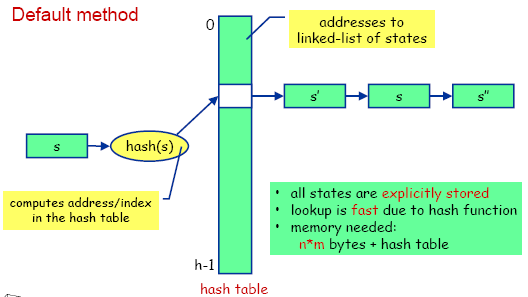 Default method
0
addresses to
linked-list of states
s'
s
s"
s
hash(s)
computes address/index
in the hash table
• all states are explicitly stored
• lookup is fast due to hash function
• memory needed:
n*m bytes + hash table
h-1
hash table